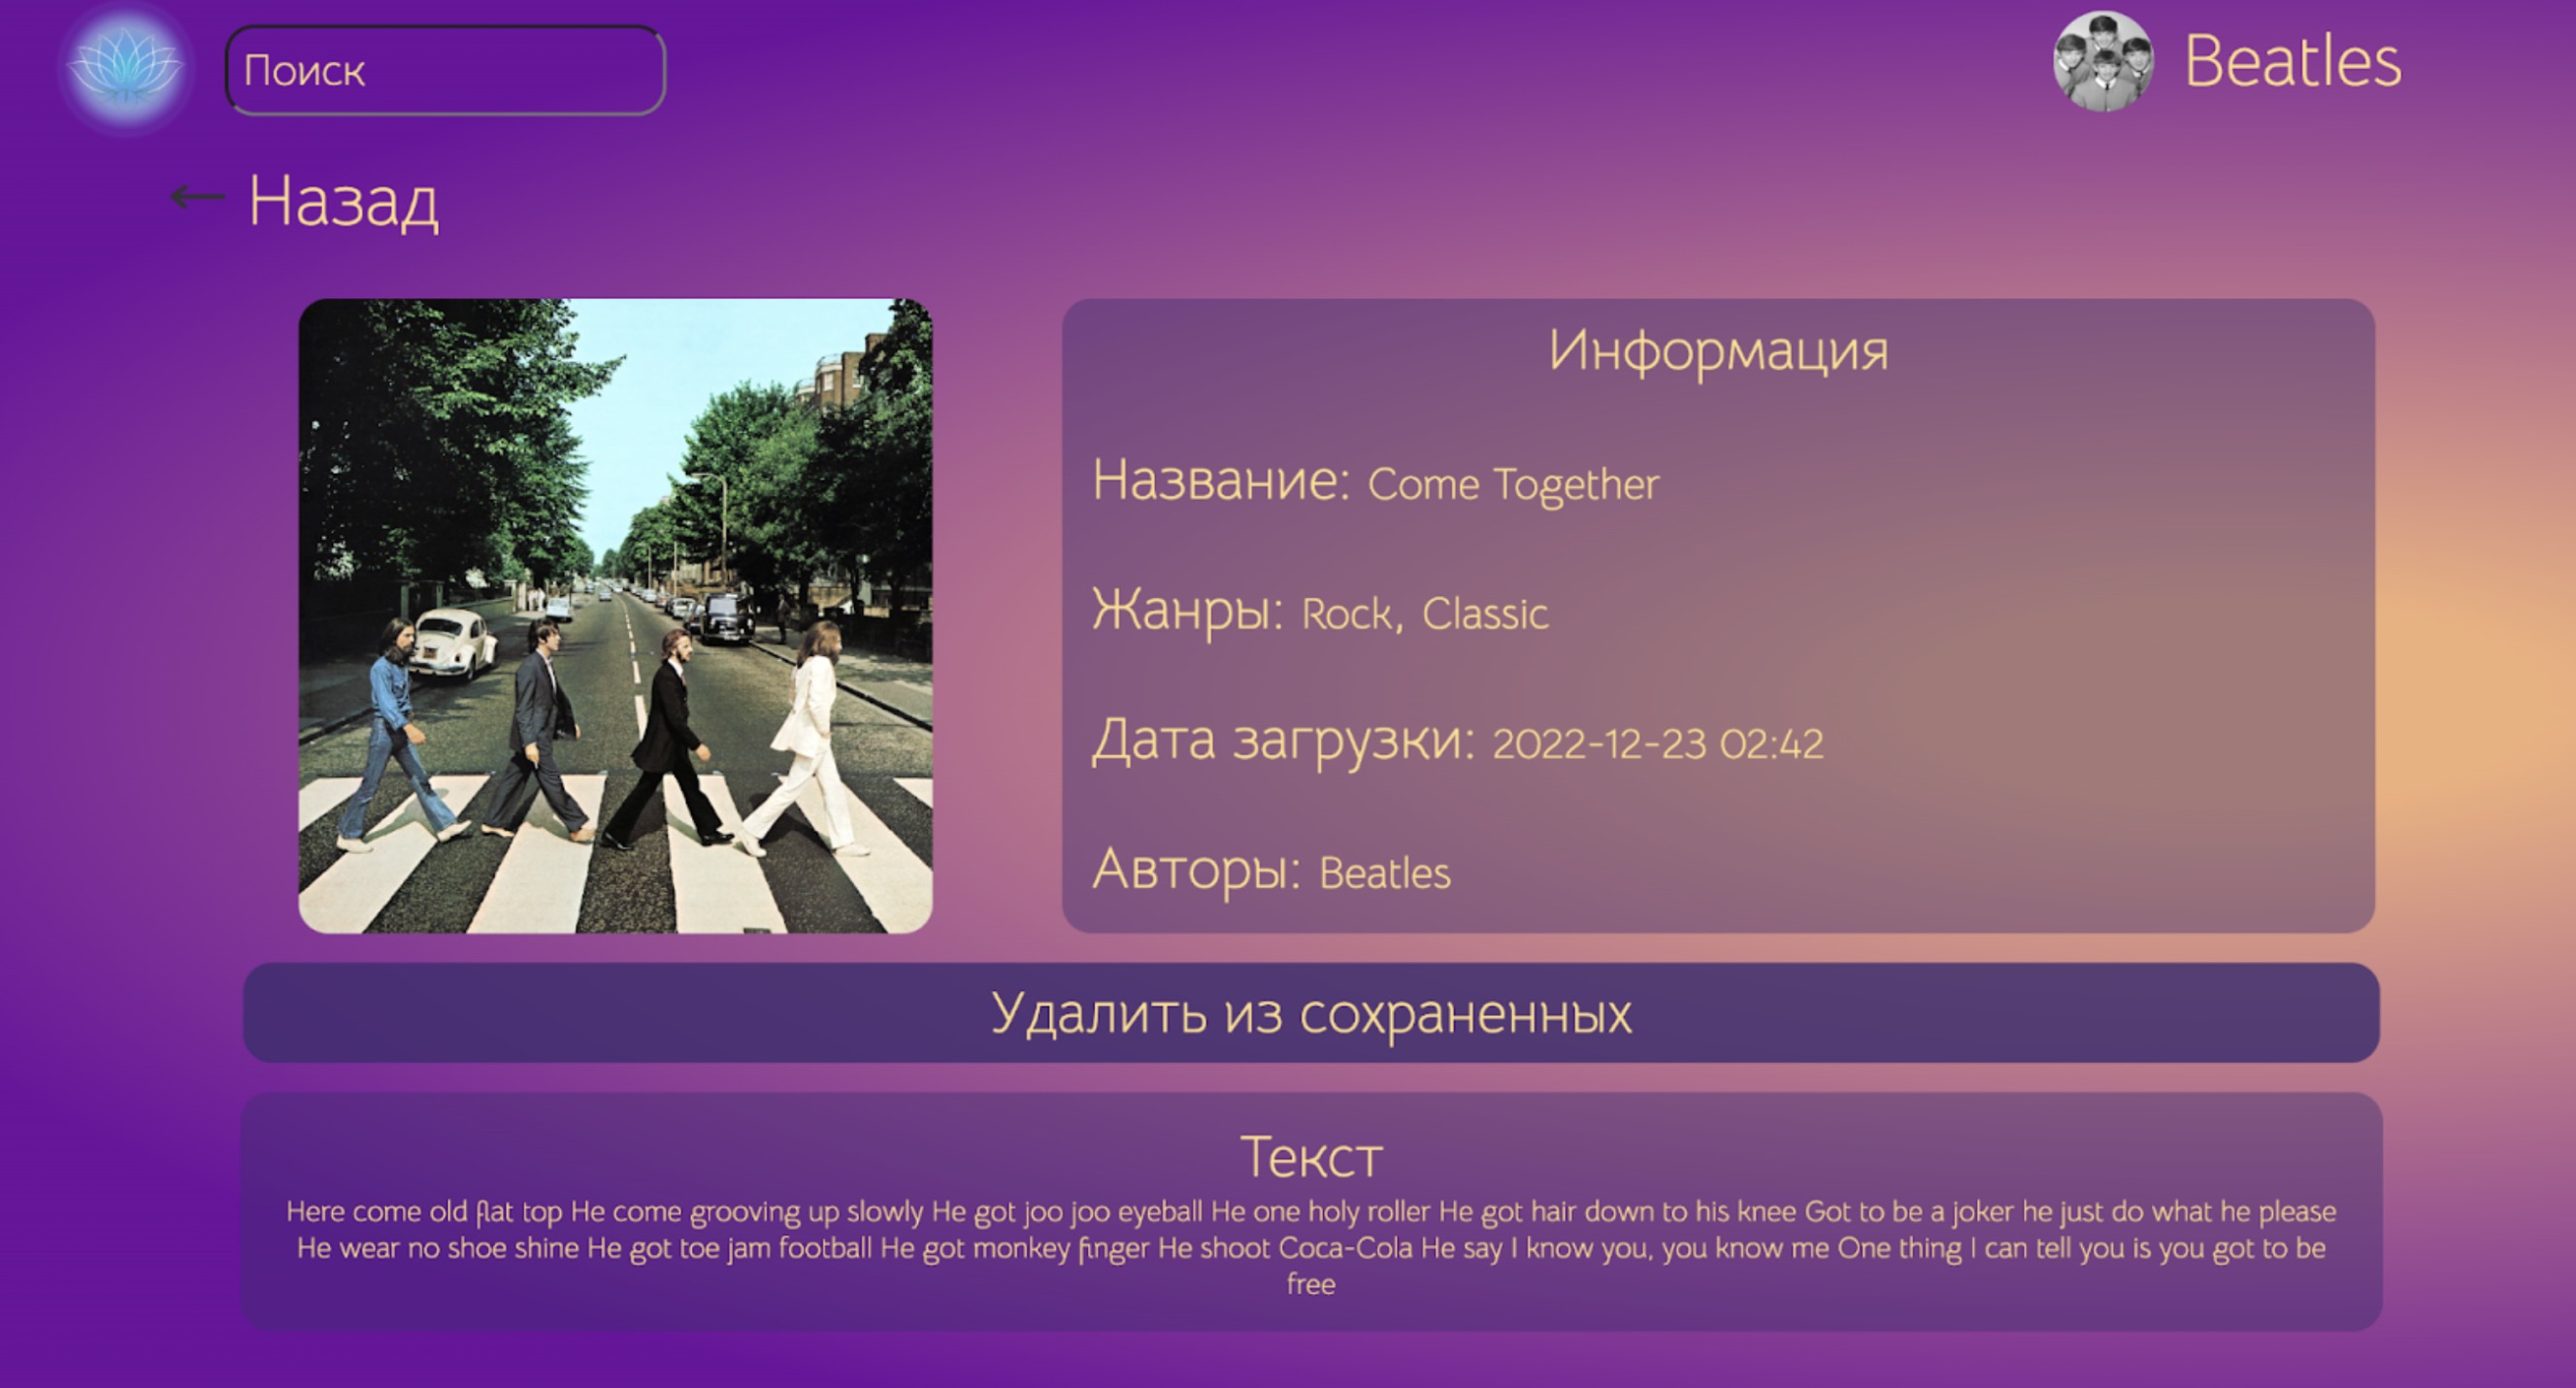 Поиск
Beatles
← Назад
Информация
Название: Come Together
Жанры: Rock, Classic
Дата загрузки: 2022-12-23 02:42
Авторы: Beatles
Удалить из сохраненных
Текст
Here come old flat top He come grooving up slowly He got joo joo eyeball He one holy roller He got hair down to his knee Got to be a joker he just do what he please
He wear no shoe shine He got toe jam football He got monkey finger He shoot Coca-Cola He say I know you, you know me One thing I can tell you is you got to be
free